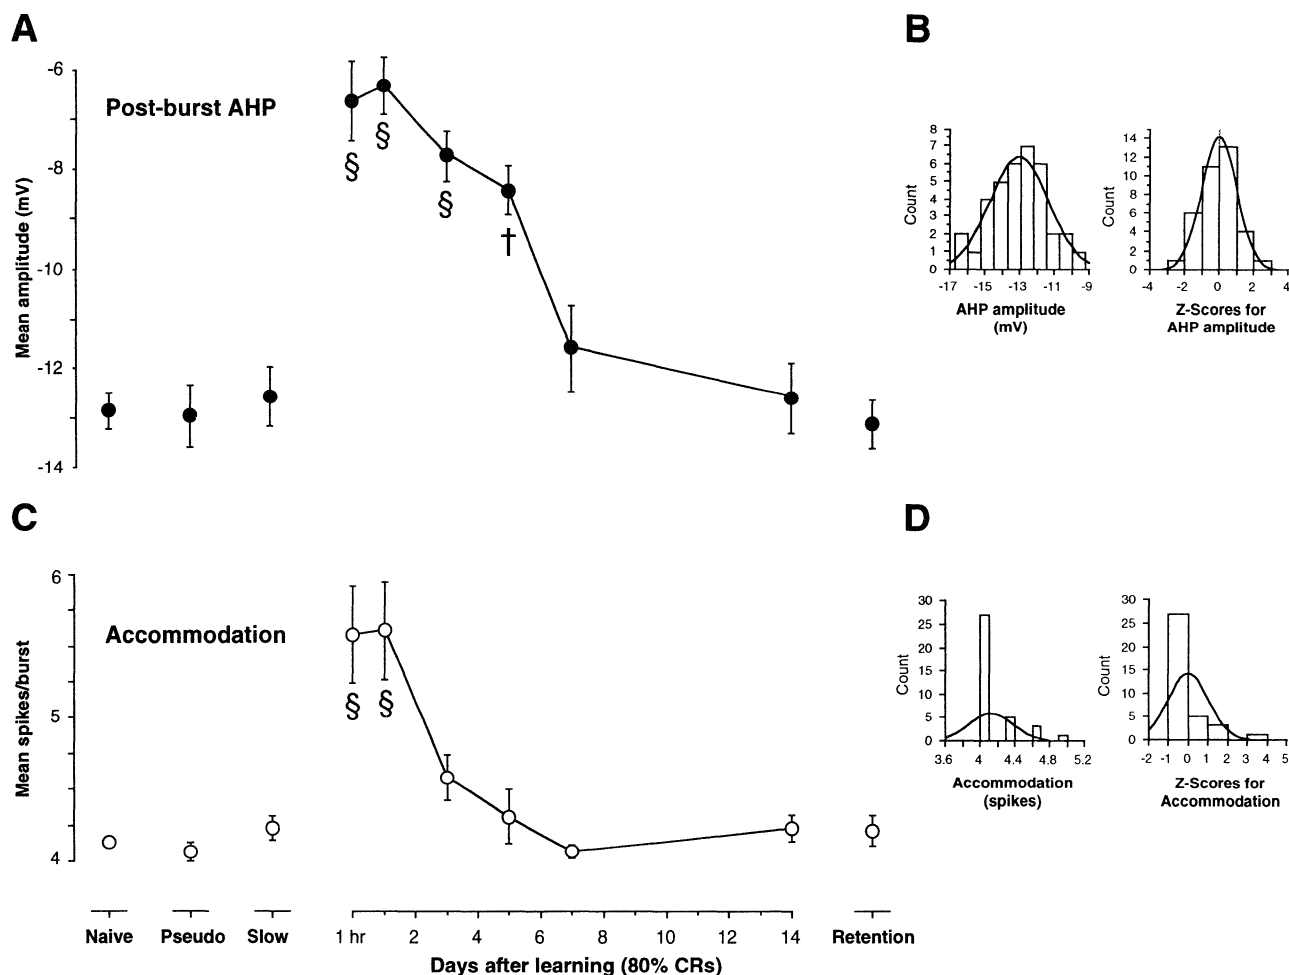 A
B
-6
-8
-10
-12
-14
Mean amplitude (mV)
Post-burst AHP
§
§
§
†
8
7
6
5
4
3
2
1
0
Count
-17 -15 -13 -11 -9
AHP amplitude
(mV)
14
12
10
8
6
4
2
0
Count
-4 -2 0 2 4
Z-Scores for
AHP amplitude
C
D
6
5
4
Mean spikes/burst
Accommodation
§
§
30
25
20
15
10
5
0
Count
3.6 4 4.4 4.8 5.2
Accommodation
(spikes)
30
25
20
15
10
5
0
Count
-2 -1 0 1 2 3 4 5
Z-Scores for
Accommodation
Naive Pseudo Slow 1 hr 2 4 6 8 10 12 14 Retention
Days after learning (80% CRs)